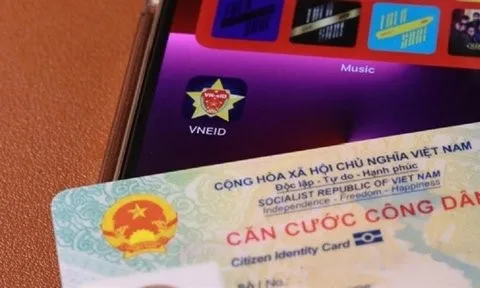 Music
VNeID
VNEID
CỘNG HÒA XÃ HỘI CHỦ NGHĨA VIỆT NAM
Độc lập - Tự do - Hạnh phúc
SOCIALIST REPUBLIC OF VIET NAM
Independence - Freedom - Happiness
CĂN CƯỚC CÔNG DÂN
Citizen Identity Card